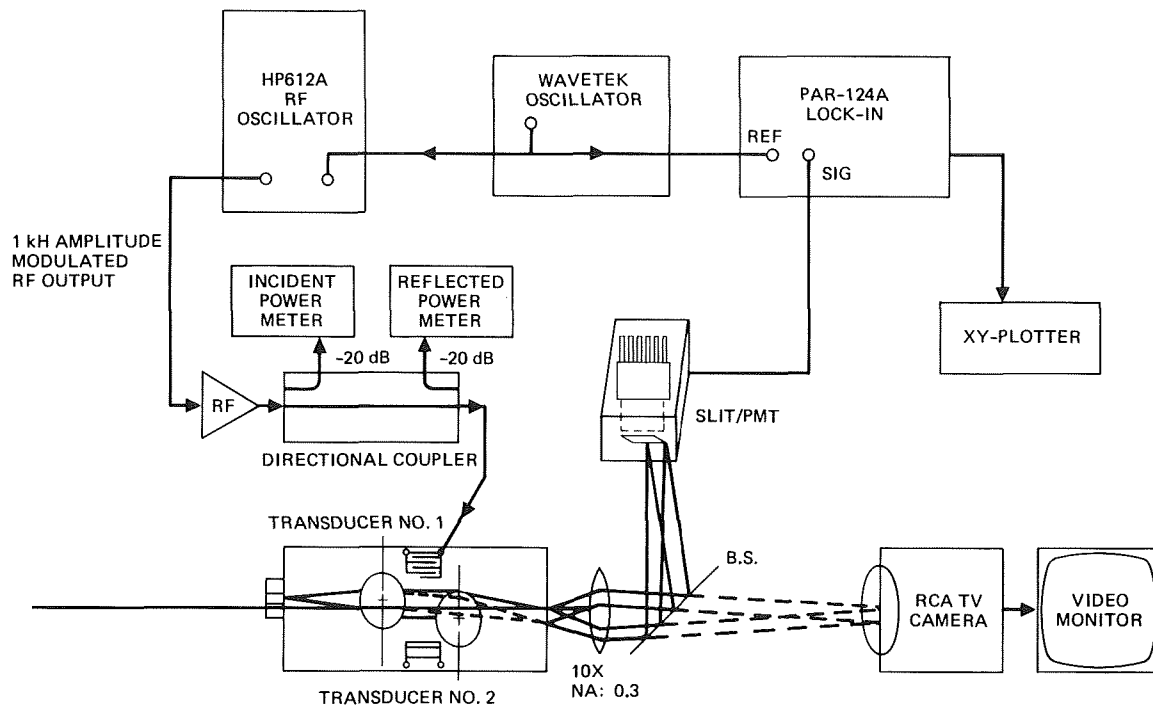 HP612A
RF
OSCILLATOR
WAVETEK
OSCILLATOR
PAR-124A
LOCK-IN
REF
SIG
1 kH AMPLITUDE
MODULATED
RF OUTPUT
INCIDENT
POWER
METER
REFLECTED
POWER
METER
-20 dB
-20 dB
XY-PLOTTER
RF
SLIT/PMT
DIRECTIONAL COUPLER
TRANSDUCER NO. 1
B.S.
RCA TV
CAMERA
VIDEO
MONITOR
10X
NA: 0.3
TRANSDUCER NO. 2